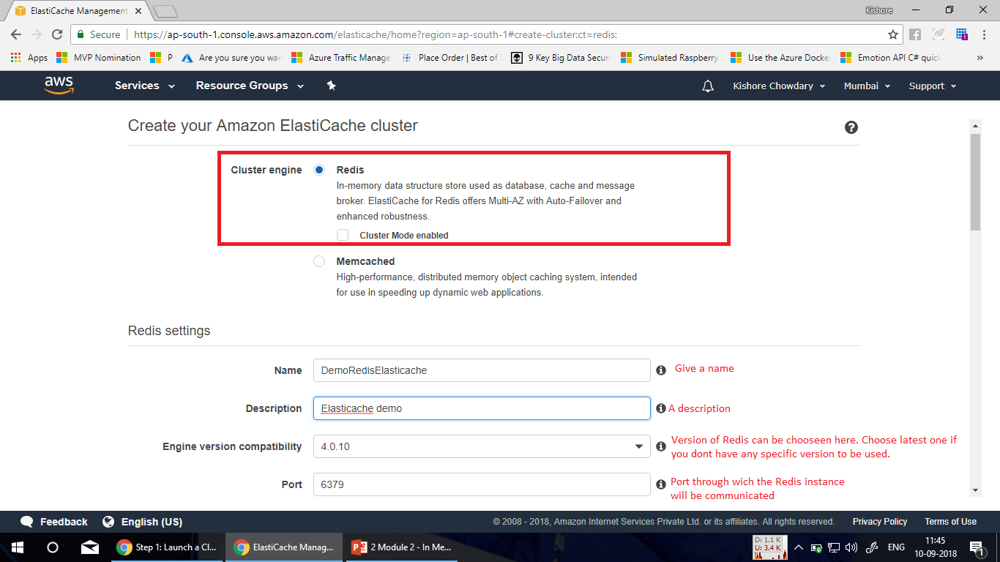 ElastiCache Management
Kishore
Secure
https://ap-south-1.console.aws.amazon.com/elasticache/home?region=ap-south-1#create-cluster:ct=redis:
Apps
MVP Nomination
P
Are you sure you wan
Azure Traffic Manage
Place Order | Best of
9 Key Big Data Securi
Simulated Raspberry
Use the Azure Docke
Emotion API C# quick
»
aws
Services
Resource Groups
Kishore Chowdary
Mumbai
Support
Create your Amazon ElastiCache cluster
Cluster engine
Redis
In-memory data structure store used as database, cache and message
broker. ElastiCache for Redis offers Multi-AZ with Auto-Failover and
enhanced robustness.
Cluster Mode enabled
Memcached
High-performance, distributed memory object caching system, intended
for use in speeding up dynamic web applications.
Redis settings
Name
DemoRedisElasticache
Give a name
Description
Elasticache demo
A description
Engine version compatibility
4.0.10
Version of Redis can be chooseen here. Choose latest one if
you dont have any specific version to be used.
Port
6379
Port through wich the Redis instance
will be communicated
Feedback
English (US)
© 2008 - 2018, Amazon Internet Services Private Ltd. or its affiliates. All rights reserved.
Privacy Policy
Terms of Use
Step 1: Launch a Cl...
ElastiCache Manag...
2 Module 2 - In Me...
D: 1.1 K
U: 3.4 K
ENG
11:45
10-09-2018
1